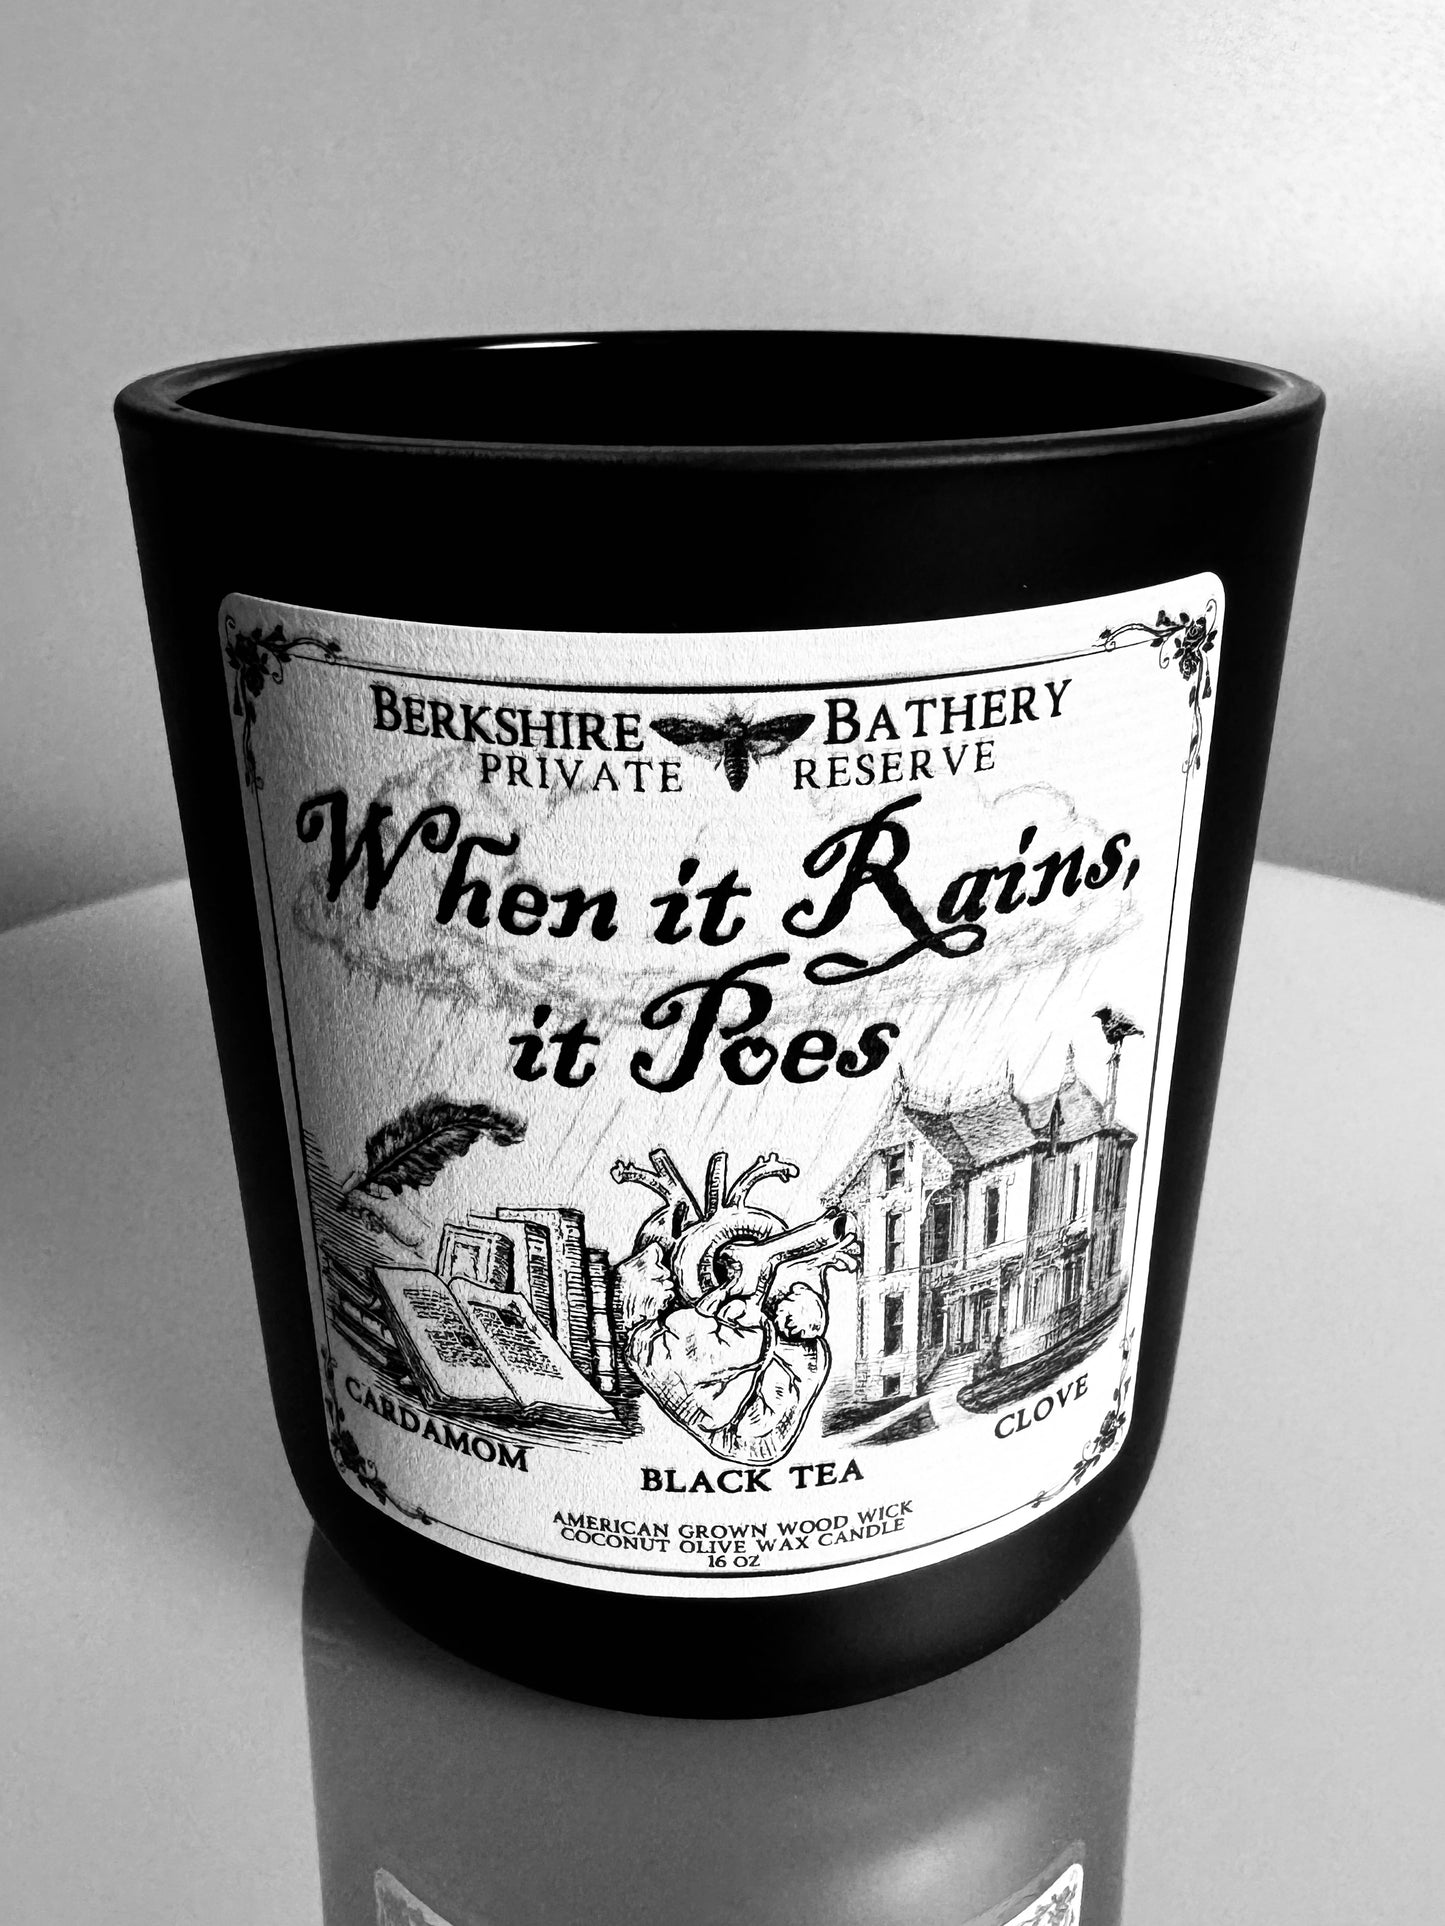 BERKSHIRE BATHERY
PRIVATE RESERVE
When it Rains,
it Poes
CARDAMOM
BLACK TEA
CLOVE
AMERICAN GROWN WOOD WICK
COCONUT OLIVE WAX CANDLE
16 OZ